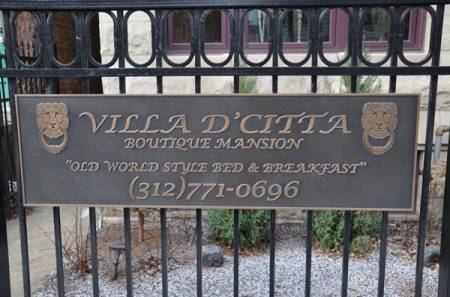 VILLA D'CITTA
BOUTIQUE MANSION
"OLD WORLD STYLE BED & BREAKFAST"
(312)771-0696